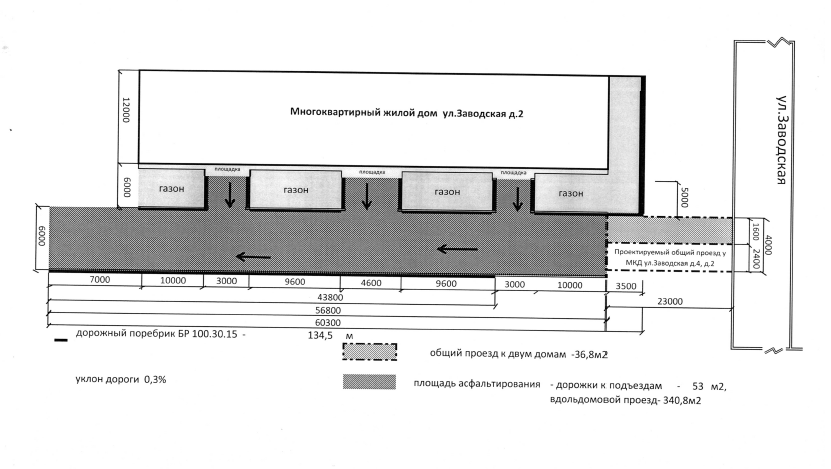 Многоквартирный жилой дом ул.Заводская д.2
ул.Заводская
12000
6000
площадка
площадка
площадка
газон
газон
газон
газон
5000
6000
1600
4000
2400
Проектируемый общий проезд у
МКД ул.Заводская д.4, д.2
7000
10000
3000
9600
4600
9600
3000
10000
3500
43800
23000
56800
60300
дорожный поребрик БР 100.30.15 - 134,5 м
общий проезд к двум домам -36,8м2
уклон дороги 0,3%
площадь асфальтирования - дорожки к подъездам - 53 м2,
вдольдомовой проезд- 340,8м2